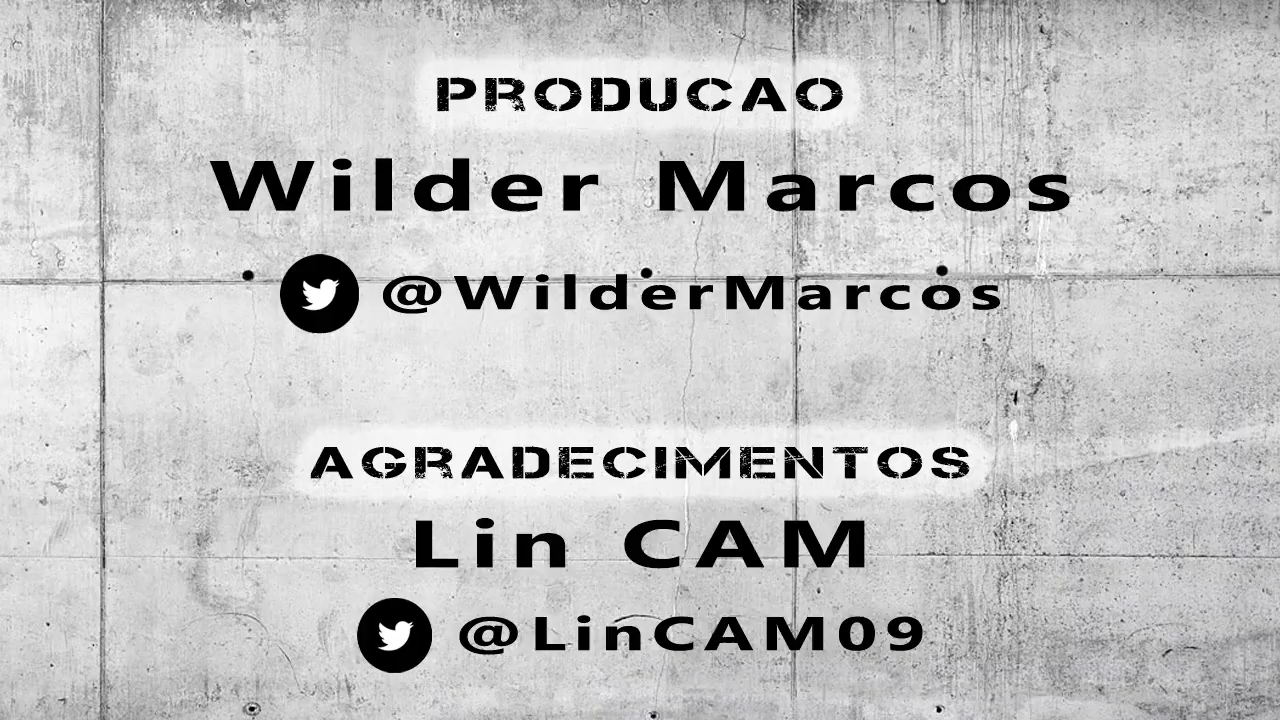 PRODUCAO
Wilder Marcos
@WilderMarcos
AGRADECIMENTOS
Lin CAM
@LinCAM09